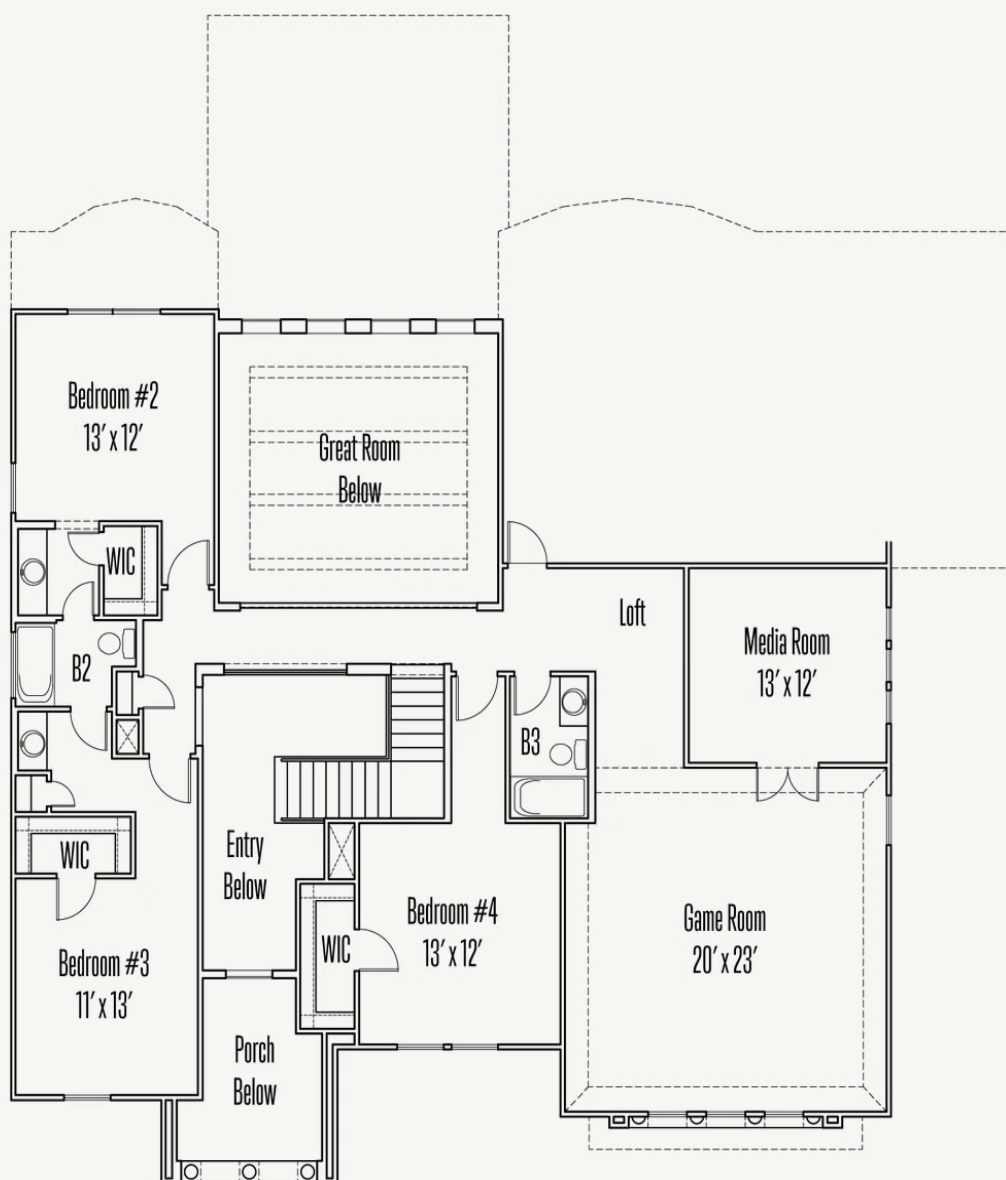 Bedroom #2
13′ x 12′
Great Room
Below
WIC
Loft
Media Room
13′ x 12′
B2
B3
Entry
Below
WIC
Bedroom #4
13′ x 12′
Game Room
20′ x 23′
WIC
Bedroom #3
11′ x 13′
Porch
Below